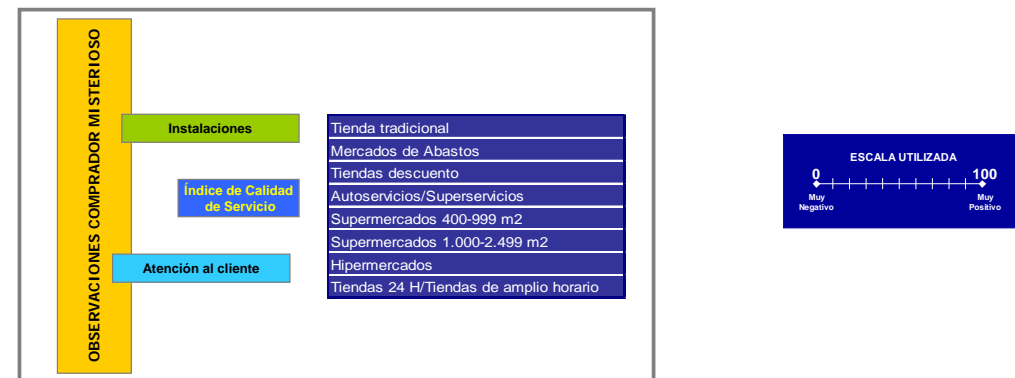 OBSERVACIONES COMPRADOR MISTERIOSO
Instalaciones
Índice de Calidad
de Servicio
Atención al cliente
Tienda tradicional
Mercados de Abastos
Tiendas descuento
Autoservicios/Superservicios
Supermercados 400-999 m2
Supermercados 1.000-2.499 m2
Hipermercados
Tiendas 24 H/Tiendas de amplio horario
ESCALA UTILIZADA
0 100
Muy Muy
Negativo Positivo